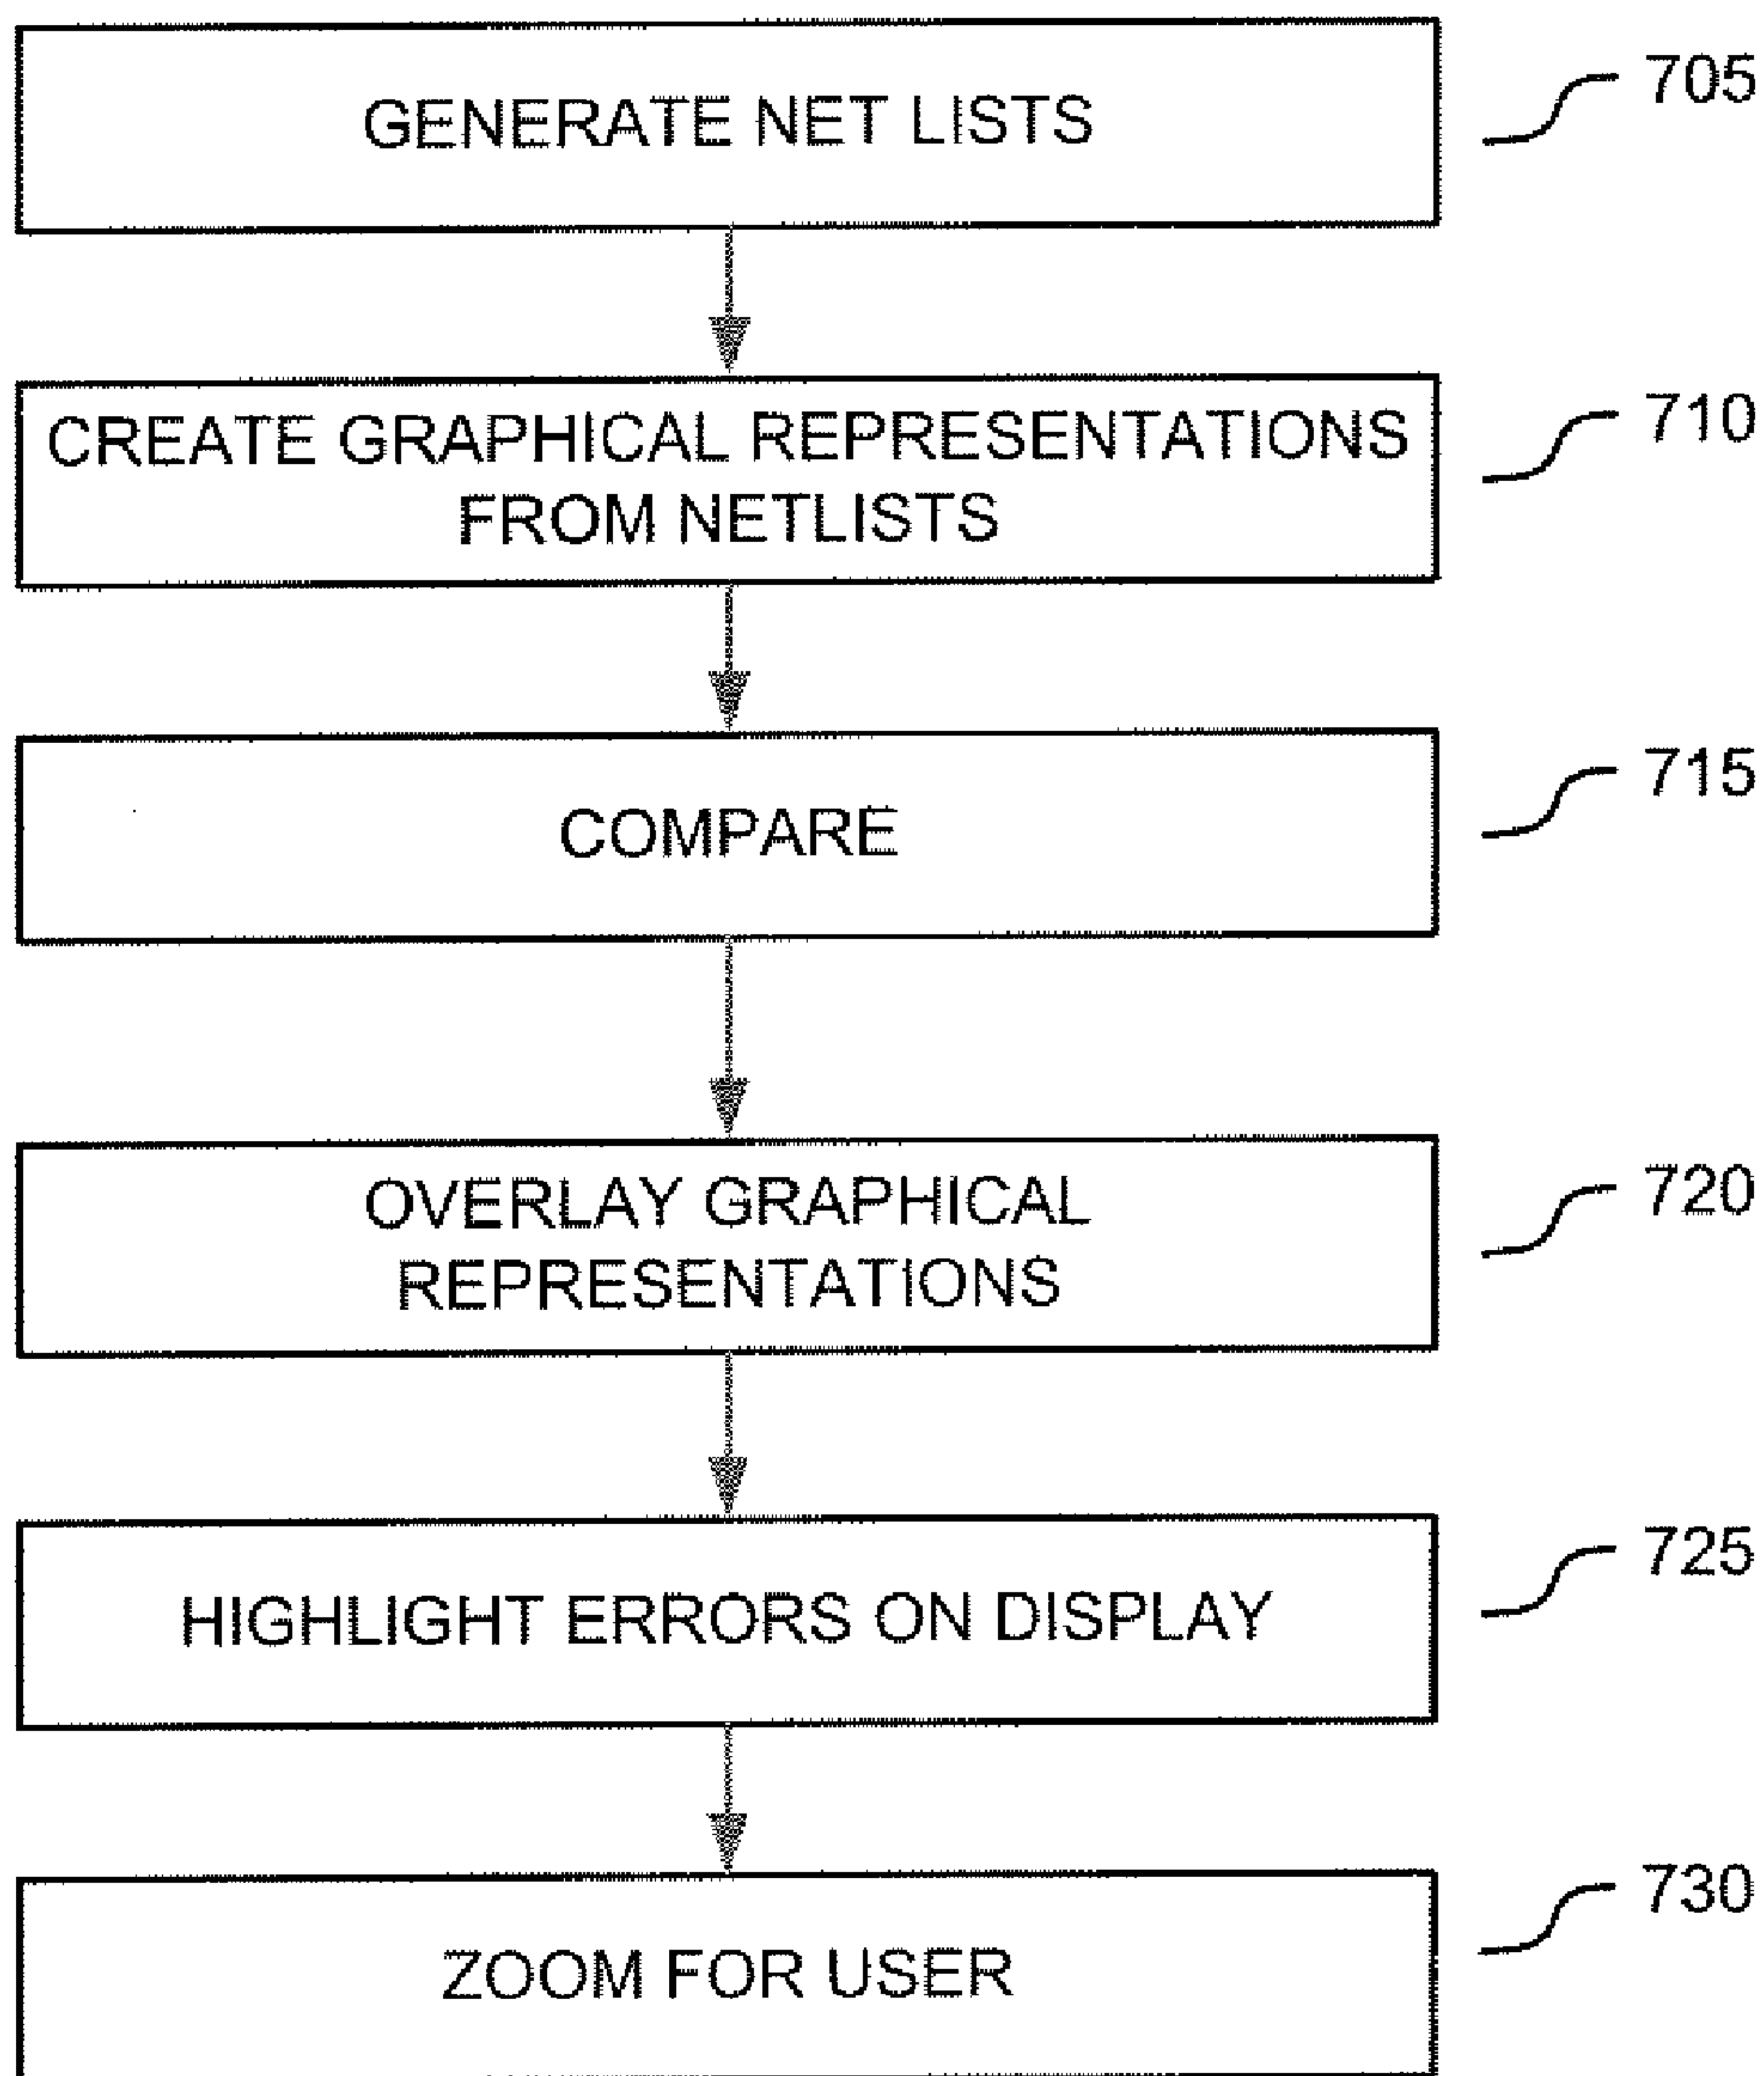 GENERATE NET LISTS
705
CREATE GRAPHICAL REPRESENTATIONS
FROM NETLISTS
710
COMPARE
715
OVERLAY GRAPHICAL
REPRESENTATIONS
720
HIGHLIGHT ERRORS ON DISPLAY
725
ZOOM FOR USER
730